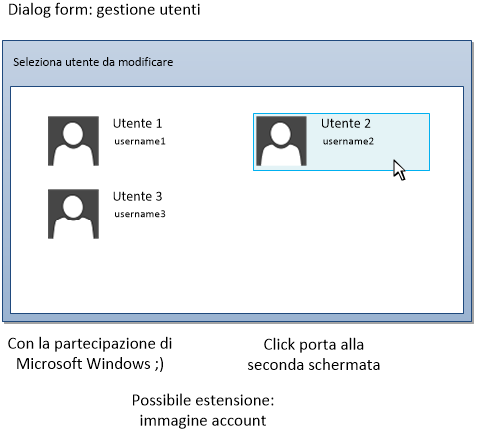 Dialog form: gestione utenti
Seleziona utente da modificare
Utente 1
username1
Utente 2
username2
Utente 3
username3
Con la partecipazione di
Microsoft Windows ;)
Click porta alla
seconda schermata
Possibile estensione:
immagine account